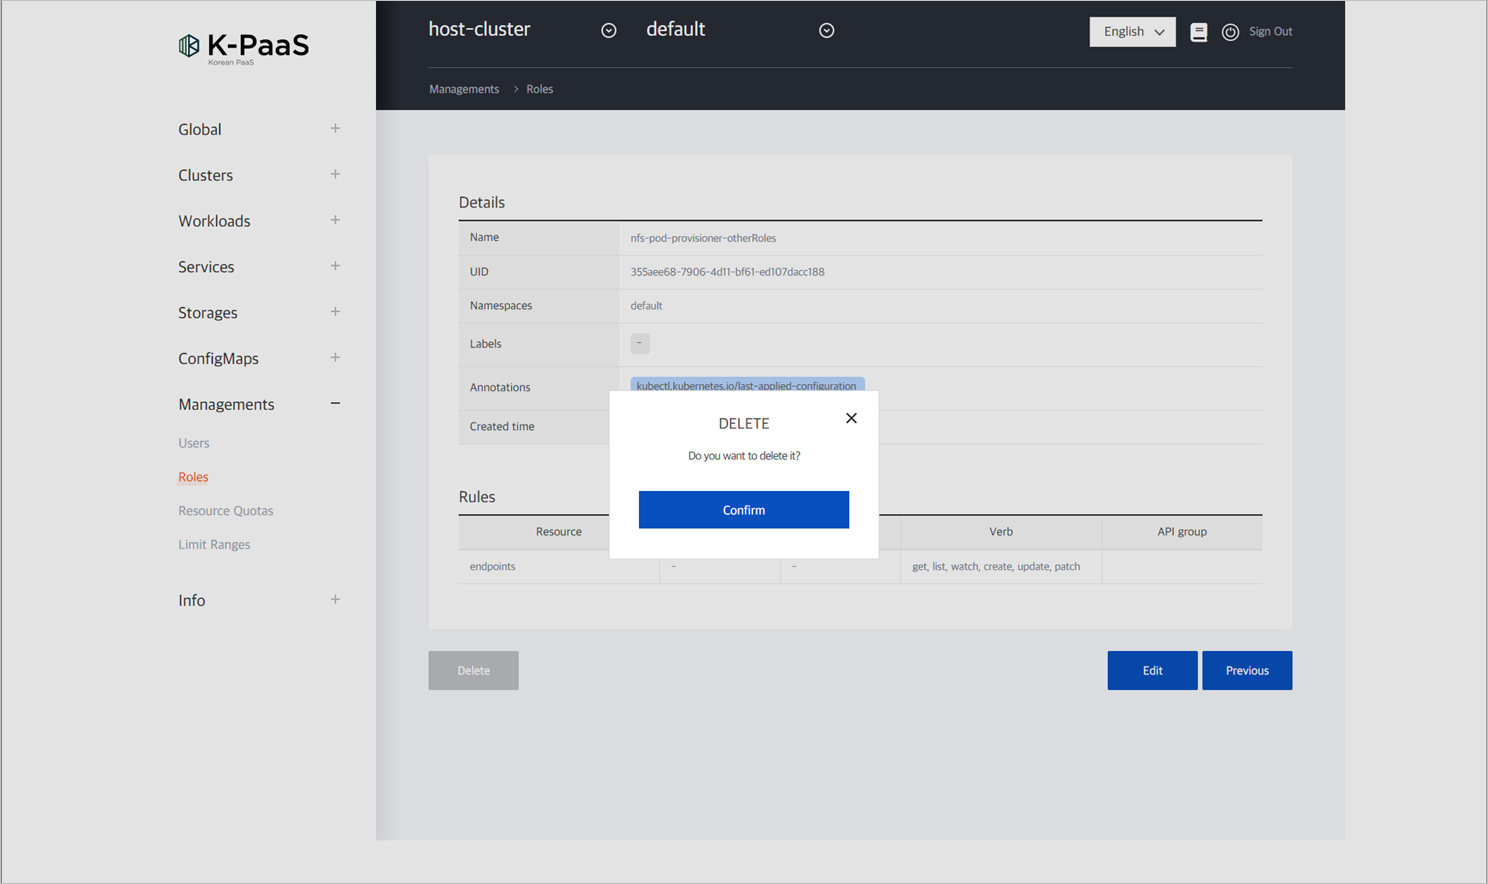 K-PaaS
Korean PaaS
Global
Clusters
Workloads
Services
Storages
ConfigMaps
Managements
Users
Roles
Resource Quotas
Limit Ranges
Info
host-cluster
default
English
Sign Out
Managements > Roles
Details
Name nfs-pod-provisioner-otherRoles
UID 355aee68-7906-4d11-bf61-ed107dacc188
Namespaces default
Labels -
Annotations kubectl.kubernetes.io/last-applied-configuration
Created time
DELETE
Do you want to delete it?
Confirm
Rules
Resource Verb API group
endpoints - - get, list, watch, create, update, patch
Delete Edit Previous